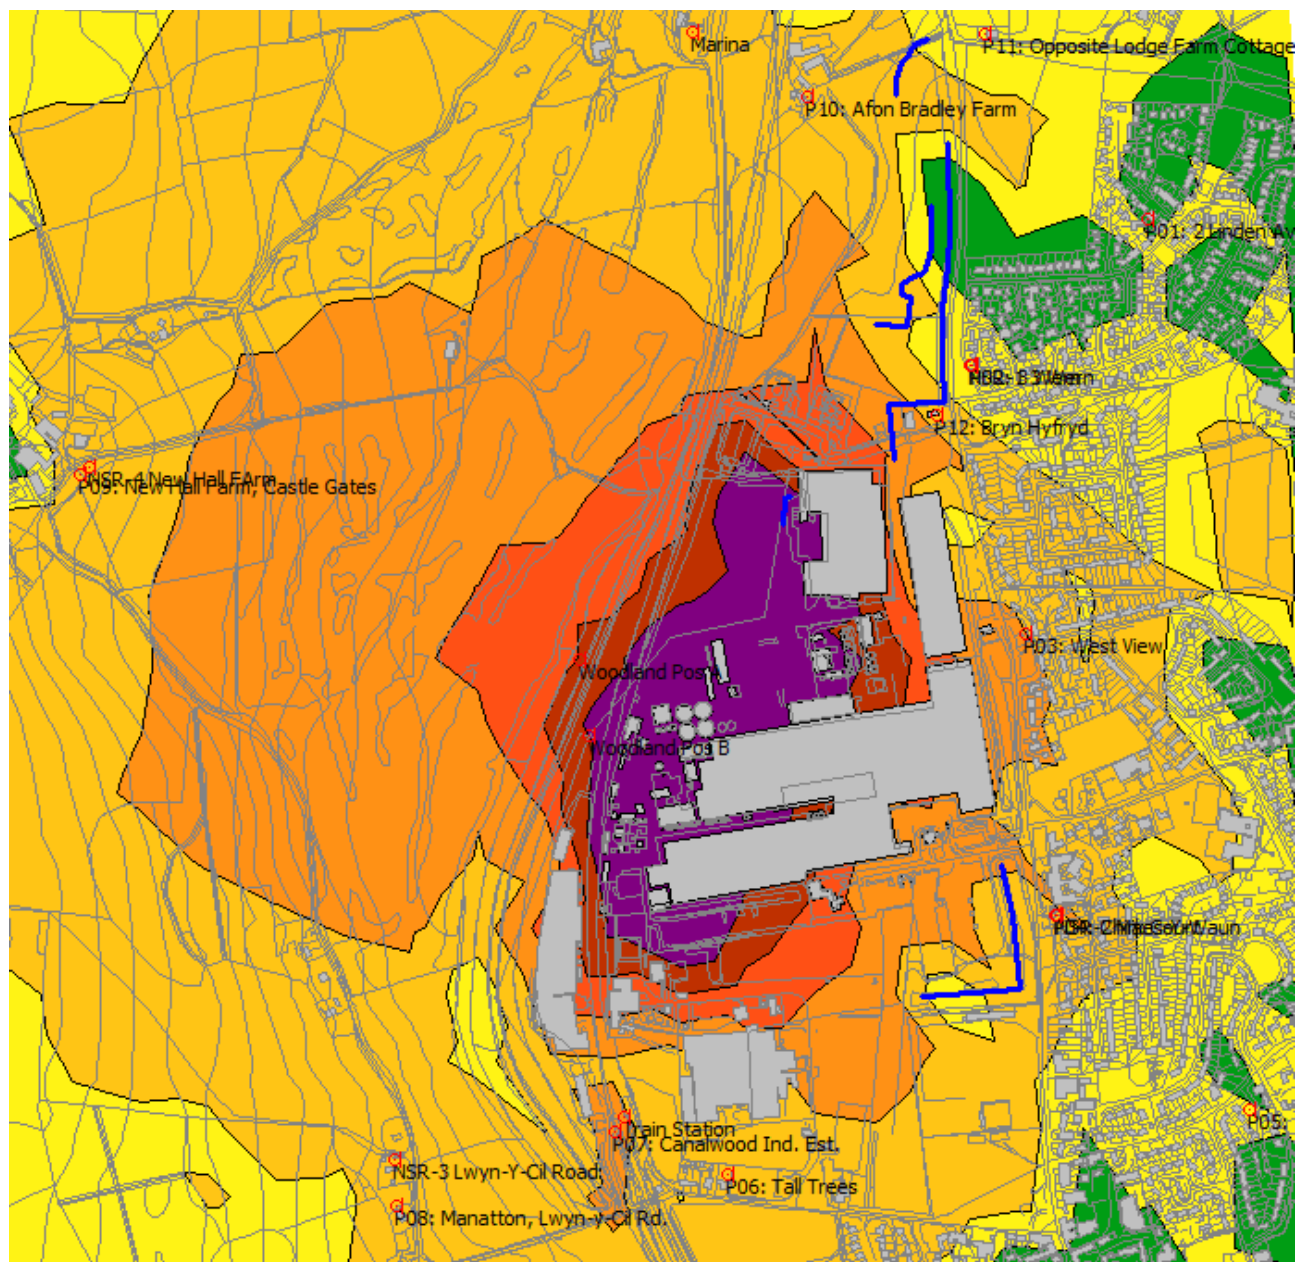 Marina
P11: Opposite Lodge Farm Cottage
P10: Afon Bradley Farm
P01: 2 Linden Av
P12: Bryn Hyfryd
NSR-4 New Hall FArm
P09: New Hall Farm, Castle Gates
P03: West View
Woodland Pos A
Woodland Pos B
Train Station
P07: Canalwood Ind. Est.
P05:
NSR-3 Lwyn-Y-Cil Road
P06: Tall Trees
P08: Manatton, Lwyn-y-Cil Rd.